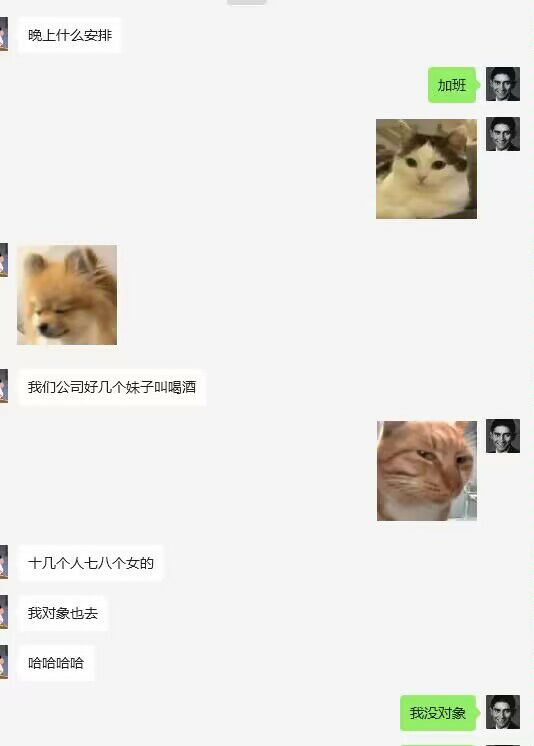 晚上什么安排
加班
我们公司好几个妹子叫喝酒
十几个人七八个女的
我对象也去
哈哈哈哈
我没对象